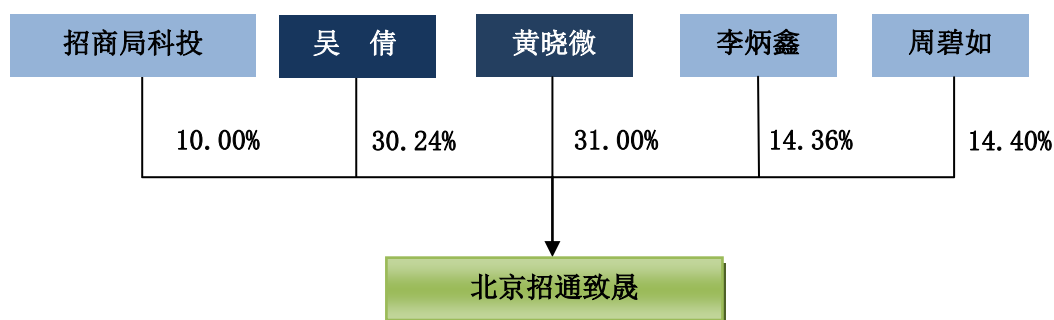 招商局科投
吴 倩
黄晓微
李炳鑫
周碧如
10.00%
30.24%
31.00%
14.36%
14.40%
北京招通致晟